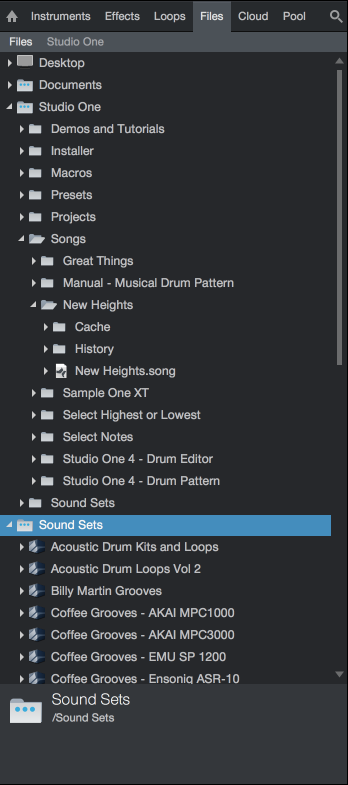 Instruments Effects Loops Files Cloud Pool
Files Studio One
Desktop
Documents
Studio One
Demos and Tutorials
Installer
Macros
Presets
Projects
Songs
Great Things
Manual - Musical Drum Pattern
New Heights
Cache
History
New Heights.song
Sample One XT
Select Highest or Lowest
Select Notes
Studio One 4 - Drum Editor
Studio One 4 - Drum Pattern
Sound Sets
Sound Sets
Acoustic Drum Kits and Loops
Acoustic Drum Loops Vol 2
Billy Martin Grooves
Coffee Grooves - AKAI MPC1000
Coffee Grooves - AKAI MPC3000
Coffee Grooves - EMU SP 1200
Coffee Grooves - Ensoniq ASR-10
Sound Sets
/Sound Sets